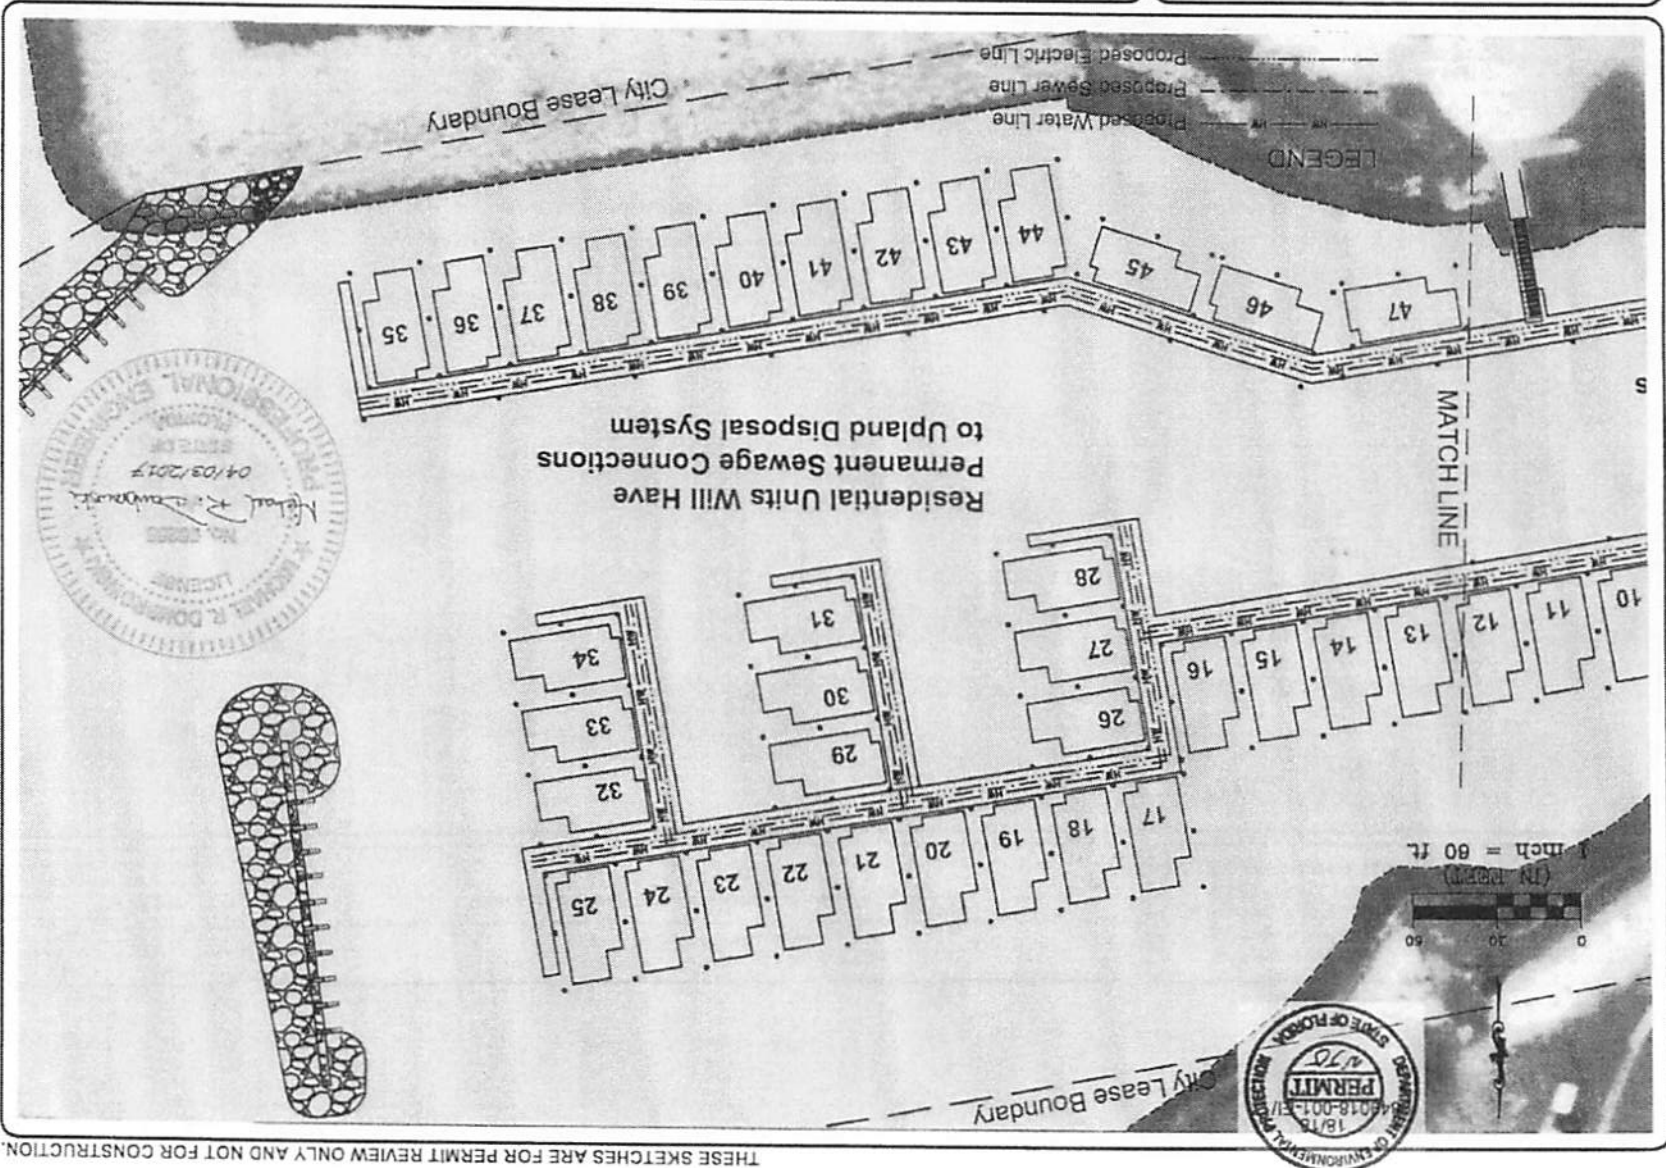 THESE SKETCHES ARE FOR PERMIT REVIEW ONLY AND NOT FOR CONSTRUCTION.
DEPARTMENT OF ENVIRONMENTAL PROTECTION
PERMIT
STATE OF FLORIDA
City Lease Boundary
0 30 60
(IN FEET)
1 inch = 60 ft
17 18 19 20 21 22 23 24 25
10 11 12 13 14 15 16
26 29 32
27 30 33
28 31 34
MATCH LINE
Residential Units Will Have
Permanent Sewage Connections
to Upland Disposal System
MICHAEL R. DOMBROWSKI
LICENSE
04/03/2017
STATE OF
FLORIDA
PROFESSIONAL ENGINEER
47 46 45 44 43 42 41 40 39 38 37 36 35
LEGEND
HW HW Proposed Water Line
Proposed Sewer Line
Proposed Electric Line
City Lease Boundary